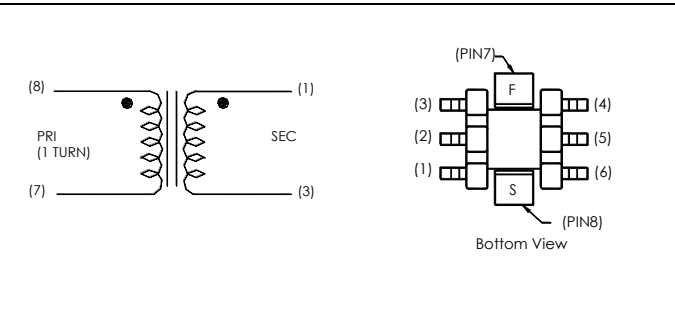 (8)
(1)
PRI
(1 TURN)
SEC
(7)
(3)
(PIN7)
F
(3)
(4)
(2)
(5)
(1)
(6)
S
(PIN8)
Bottom View